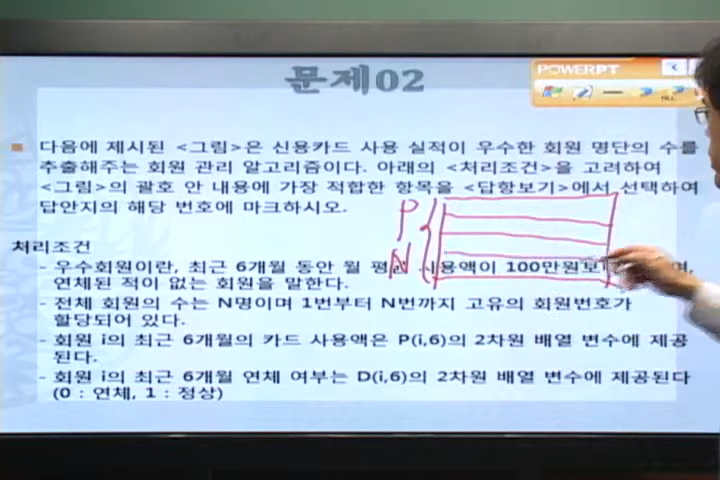 문제02
POWERPT
다음에 제시된 <그림>은 신용카드 사용 실적이 우수한 회원 명단의 수를
추출해주는 회원 관리 알고리즘이다. 아래의 <처리조건>을 고려하여
<그림>의 괄호 안 내용에 가장 적합한 항목을 <답항보기>에서 선택하여
답안지의 해당 번호에 마크하시오.
P
N
처리조건
- 우수회원이란, 최근 6개월 동안 월 평균 사용액이 100만원보다
연체된 적이 없는 회원을 말한다.
- 전체 회원의 수는 N명이며 1번부터 N번까지 고유의 회원번호가
할당되어 있다.
- 회원 i의 최근 6개월의 카드 사용액은 P(i,6)의 2차원 배열 변수에 제공
된다.
- 회원 i의 최근 6개월 연체 여부는 D(i,6)의 2차원 배열 변수에 제공된다
(0 : 연체, 1 : 정상)